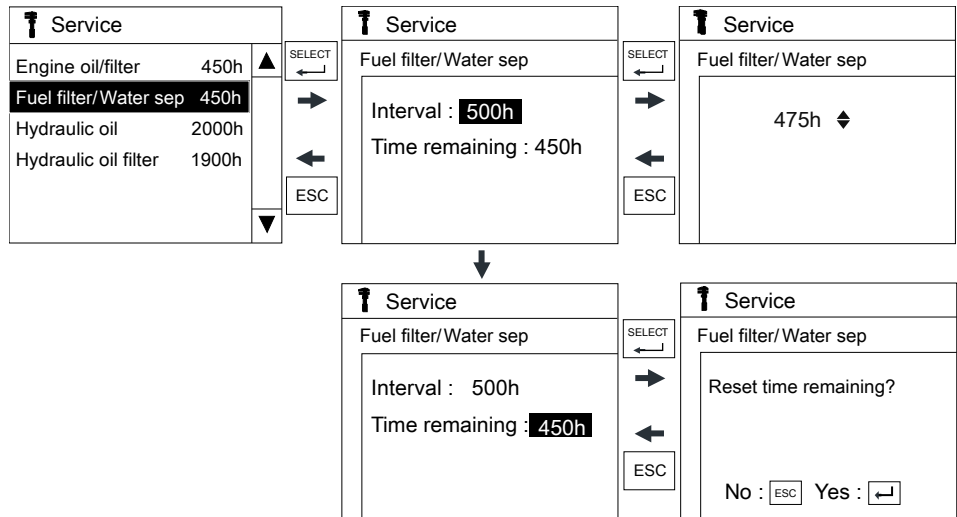 Service
Engine oil/filter 450h
Fuel filter/Water sep 450h
Hydraulic oil 2000h
Hydraulic oil filter 1900h
SELECT
ESC
Service
Fuel filter/Water sep
Interval : 500h
Time remaining : 450h
SELECT
ESC
Service
Fuel filter/Water sep
475h
Service
Fuel filter/Water sep
Interval : 500h
Time remaining : 450h
SELECT
ESC
Service
Fuel filter/Water sep
Reset time remaining?
No : ESC Yes :